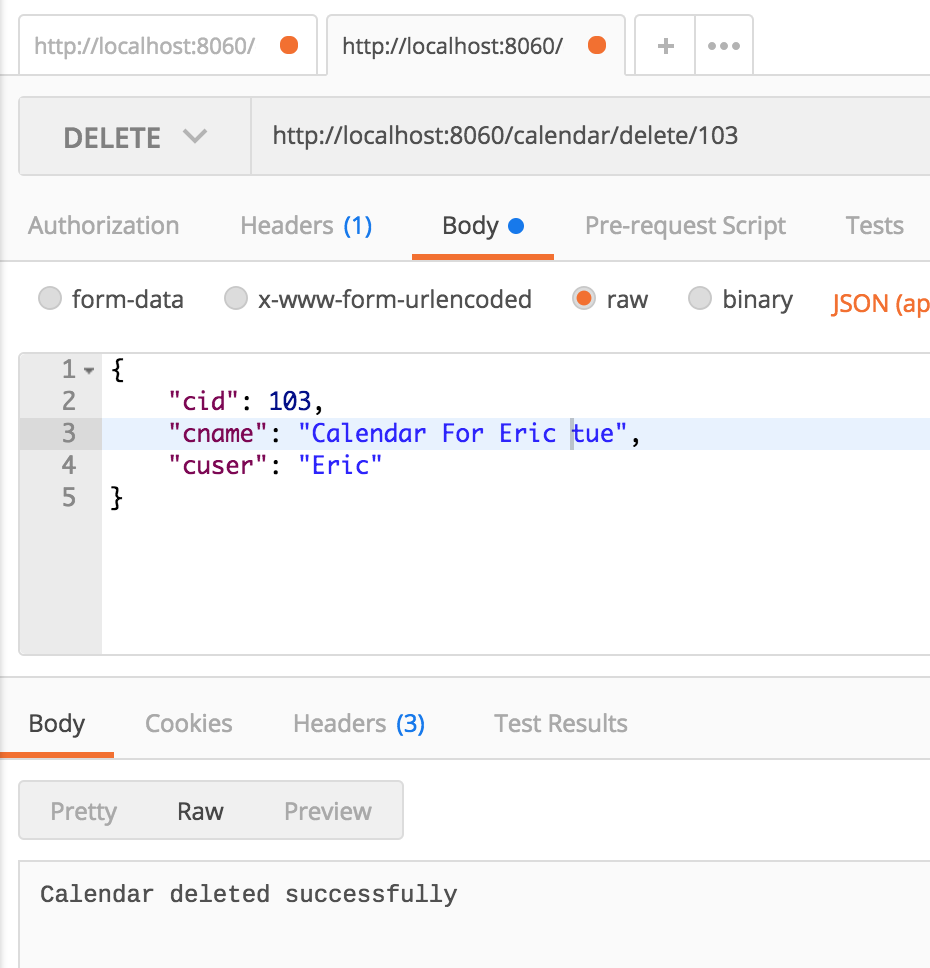 http://localhost:8060/ http://localhost:8060/ + •••
DELETE http://localhost:8060/calendar/delete/103
Authorization Headers (1) Body Pre-request Script Tests
form-data x-www-form-urlencoded raw binary JSON (ap
1 {
2 "cid": 103,
3 "cname": "Calendar For Eric tue",
4 "cuser": "Eric"
5 }
Body Cookies Headers (3) Test Results
Pretty Raw Preview
Calendar deleted successfully